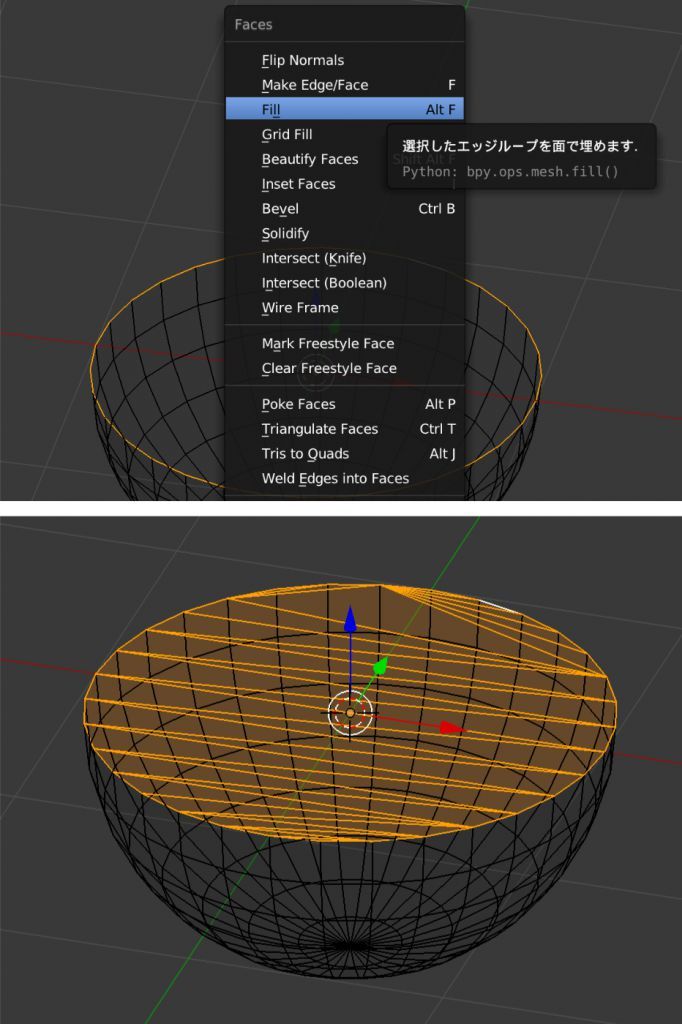 Faces
Flip Normals
Make Edge/Face F
Fill Alt F
Grid Fill
Beautify Faces Shift Alt F
Inset Faces I
Bevel Ctrl B
Solidify
Intersect (Knife)
Intersect (Boolean)
Wire Frame
Mark Freestyle Face
Clear Freestyle Face
Poke Faces Alt P
Triangulate Faces Ctrl T
Tris to Quads Alt J
Weld Edges into Faces
選択したエッジループを面で埋めます.
Python: bpy.ops.mesh.fill()